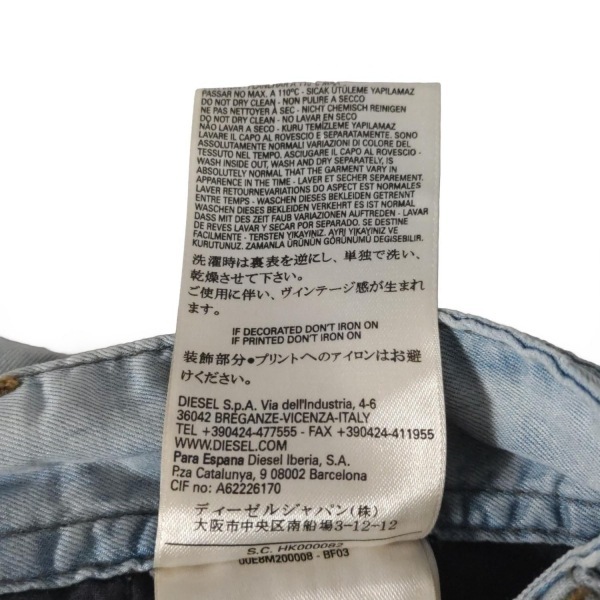 PASSAR NO MAX. A 110°C - SICAK ÜTÜLEME YAPILAMAZ
DO NOT DRY CLEAN - NON PULIRE A SECCO
NE PAS NETTOYER À SEC - NICHT CHEMISCH REINIGEN
DO NOT DRY CLEAN - NO LAVAR EN SECO
NÃO LAVAR A SECO - KURU TEMİZLEME YAPILAMAZ
LAVARE IL CAPO AL ROVESCIO E SEPARATAMENTE. SONO
ASSOLUTAMENTE NORMALI VARIAZIONI DI COLORE DEL
TESSUTO NEL TEMPO. ASCIUGARE IL CAPO AL ROVESCIO -
WASH INSIDE OUT, WASH AND DRY SEPARATELY, IS
ABSOLUTELY NORMAL THAT THE GARMENT VARY IN
APPARENCE IN THE TIME - LAVER ET SECHER SEPAREMENT.
LAVER RETOURNEVARIATIONS DO ASPECT EST NORMALES
ENTRE TEMPS - WASCHEN DIESES BEKLEIDEN GETRENNT
WASCHEN DIESES BEKLEIDEN VERKEHRT ES IST NORMAL
DASS MIT DES ZEIT FAUB VARIATIONEN AUFTREDEN - LAVAR
DE REVES LAVAR Y SECAR POR SEPARADO. SE DESTINE
FACILMENTE - TERSTEN YIKAYINIZ. AYRI YIKAYINIZ VE
KURUTUNUZ. ZAMANLA ÜRÜNÜN GÖRÜNÜMÜ DEĞİSEBİLİR.
洗濯時は裏表を逆にし、単独で洗い、
乾燥させて下さい。
ご使用に伴い、ヴィンテージ感が生まれ
ます。
IF DECORATED DON'T IRON ON
IF PRINTED DON'T IRON ON
装飾部分•プリントへのアイロンはお避
けください。
DIESEL S.p.A. Via dell'Industria, 4-6
36042 BREGANZE-VICENZA-ITALY
TEL +390424-477555 - FAX +390424-411955
WWW.DIESEL.COM
Para Espana Diesel Iberia, S.A.
P.za Catalunya, 9 08002 Barcelona
CIF no: A62226170
ディーゼルジャパン(株)
大阪市中央区南船場3-12-12
S.C. HK000082
00E8M200008 - BF03